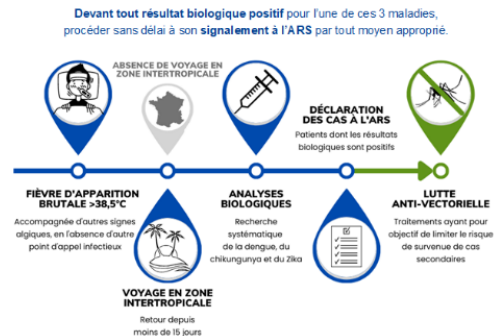 Devant tout résultat biologique positif pour l'une de ces 3 maladies,
procéder sans délai à son signalement à l'ARS par tout moyen approprié.
ABSENCE DE VOYAGE EN
ZONE INTERTROPICALE
DÉCLARATION
DES CAS À L'ARS
Patients dont les résultats
biologiques sont positifs
FIÈVRE D'APPARITION
BRUTALE >38,5°C
Accompagnée d'autres signes
algiques, en l'absence d'autre
point d'appel infectieux
ANALYSES
BIOLOGIQUES
Recherche
systématique
de la dengue, du
chikungunya et du Zika
LUTTE
ANTI-VECTORIELLE
Traitements ayant pour
objectif de limiter le risque
de survenue de cas
secondaires
VOYAGE EN ZONE
INTERTROPICALE
Retour depuis
moins de 15 jours